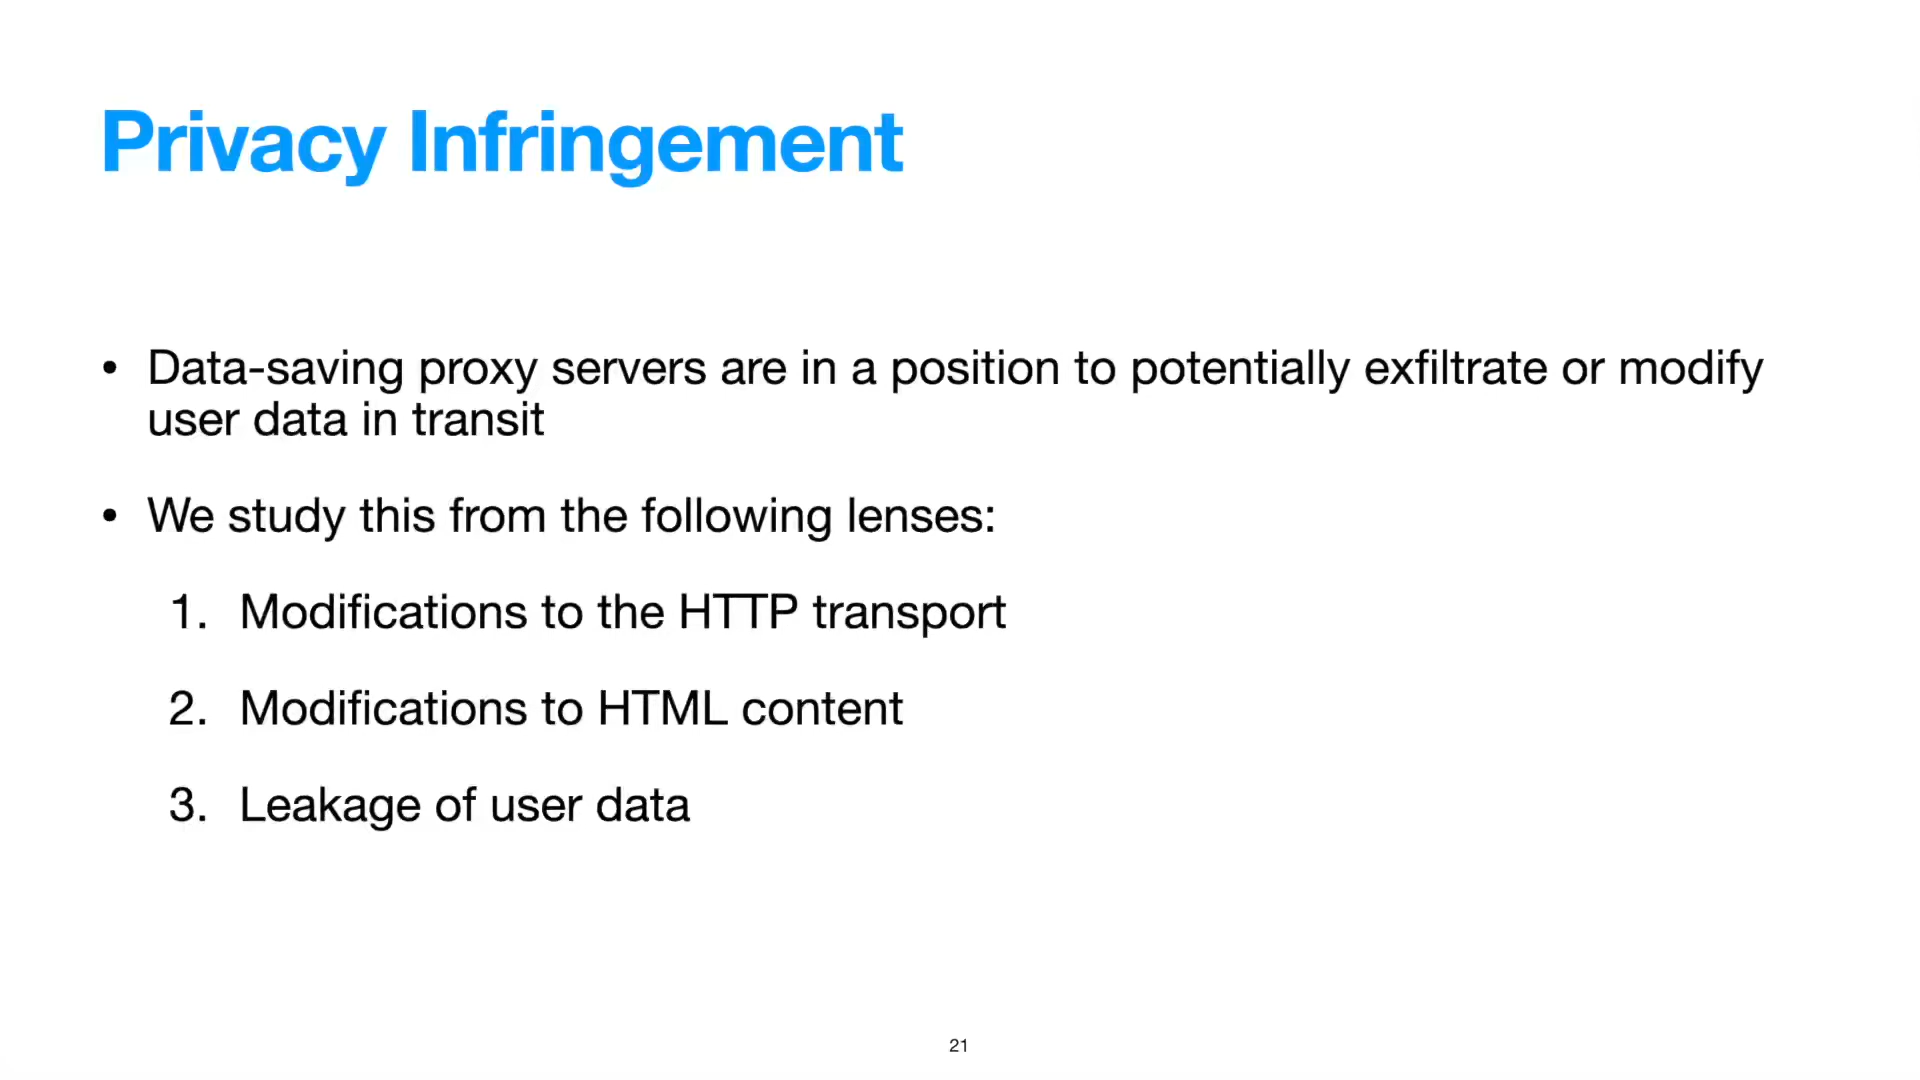 Privacy Infringement
• Data-saving proxy servers are in a position to potentially exfiltrate or modify
user data in transit
• We study this from the following lenses:
1. Modifications to the HTTP transport
2. Modifications to HTML content
3. Leakage of user data
21